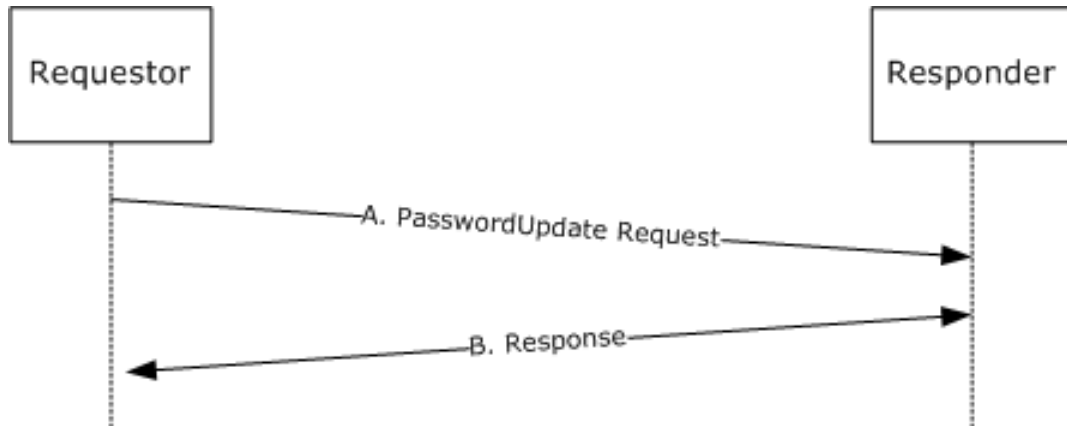 Requestor
Responder
A. PasswordUpdate Request
B. Response